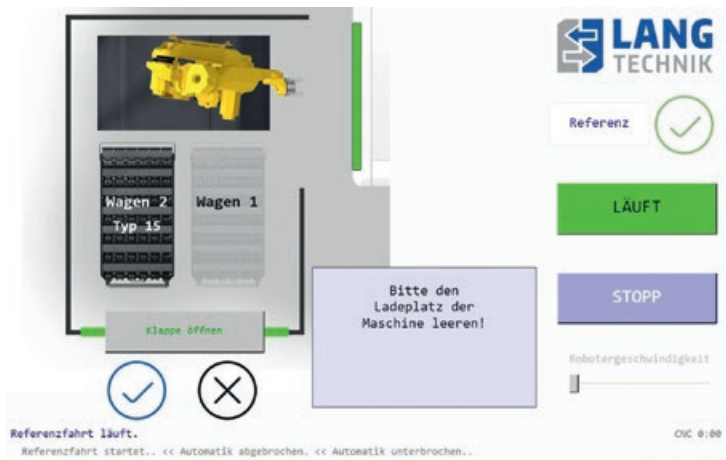 LANG
TECHNIK
Referenz
Wagen 2
Typ 15
Wagen 1
LÄUFT
Bitte den
Ladeplatz der
Maschine leeren!
STOPP
Klappe öffnen
Robotergeschwindigkeit
Referenzfahrt läuft.
CNC 0:00
Referenzfahrt startet.. << Automatik abgebrochen. << Automatik unterbrochen..